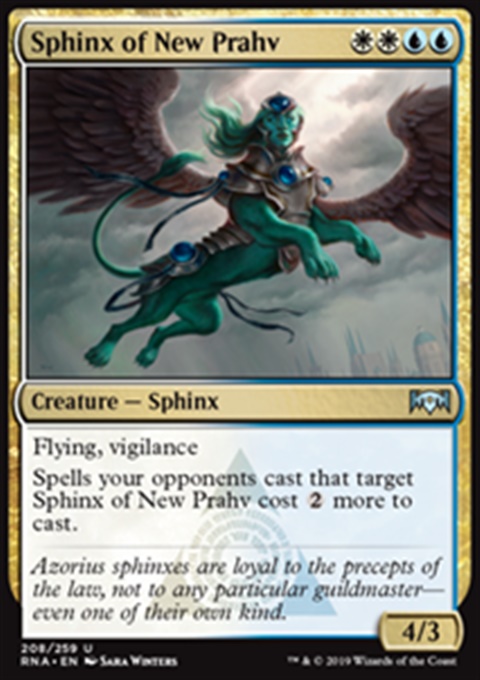 Sphinx of New Prahv
Creature — Sphinx
Flying, vigilance
Spells your opponents cast that target
Sphinx of New Prahv cost 2 more to
cast.
Azorius sphinxes are loyal to the precepts of
the law, not to any particular guildmaster—
even one of their own kind.
4/3
208/259 U
RNA • EN Sara Winters
™ & © 2019 Wizards of the Coast